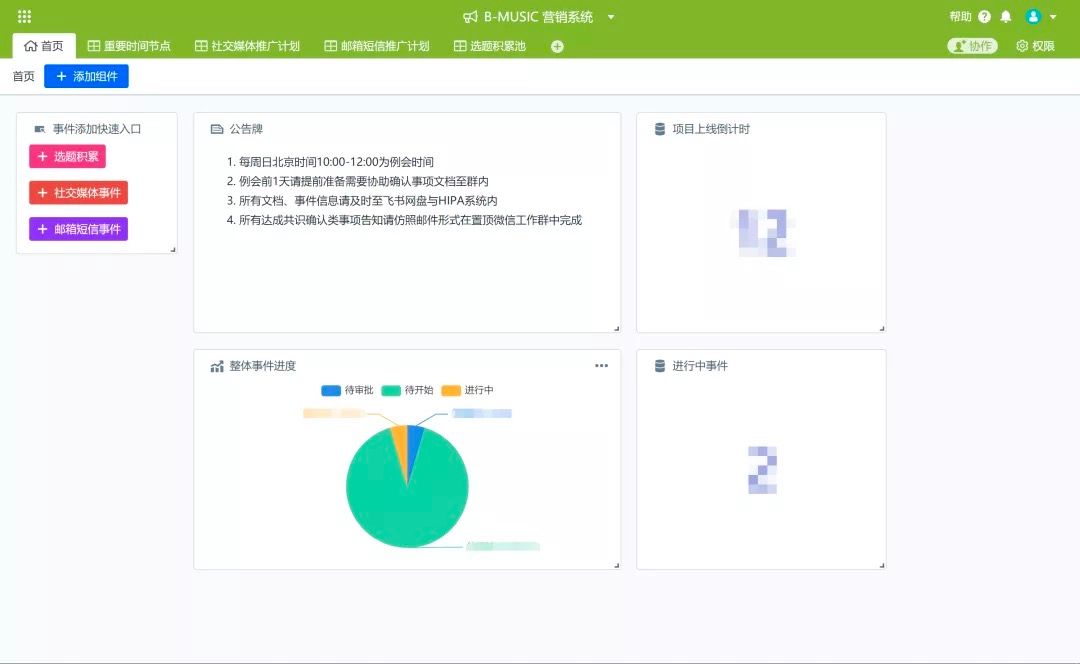 B-MUSIC 营销系统
帮助
首页
重要时间节点
社交媒体推广计划
邮箱短信推广计划
选题积累池
协作
权限
首页
添加组件
事件添加快速入口
选题积累
社交媒体事件
邮箱短信事件
公告牌
1. 每周日北京时间10:00-12:00为例会时间
2. 例会前1天请提前准备需要协助确认事项文档至群内
3. 所有文档、事件信息请及时至飞书网盘与HIPA系统内
4. 所有达成共识确认类事项告知请仿照邮件形式在置顶微信工作群中完成
项目上线倒计时
整体事件进度
待审批
待开始
进行中
进行中事件